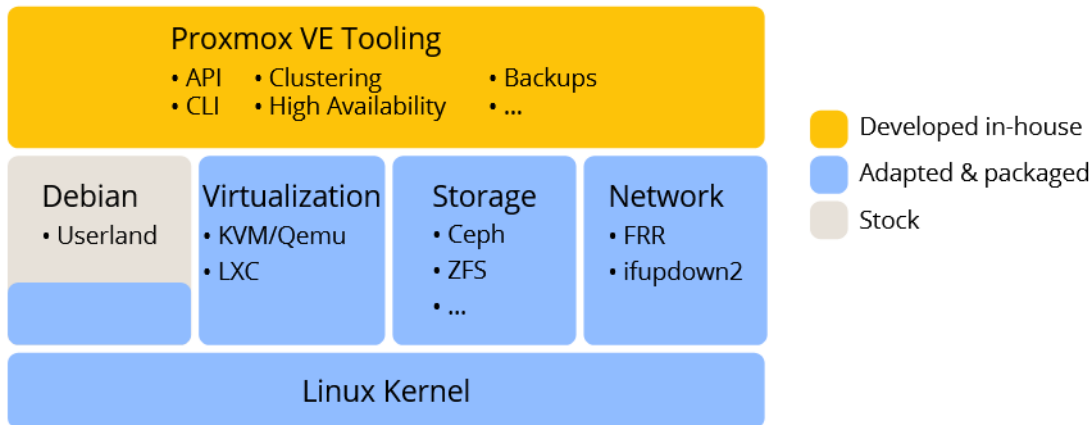 Proxmox VE Tooling
• API • Clustering • Backups
• CLI • High Availability • ...
Debian
• Userland
Virtualization
• KVM/Qemu
• LXC
Storage
• Ceph
• ZFS
• ...
Network
• FRR
• ifupdown2
Linux Kernel
Developed in-house
Adapted & packaged
Stock